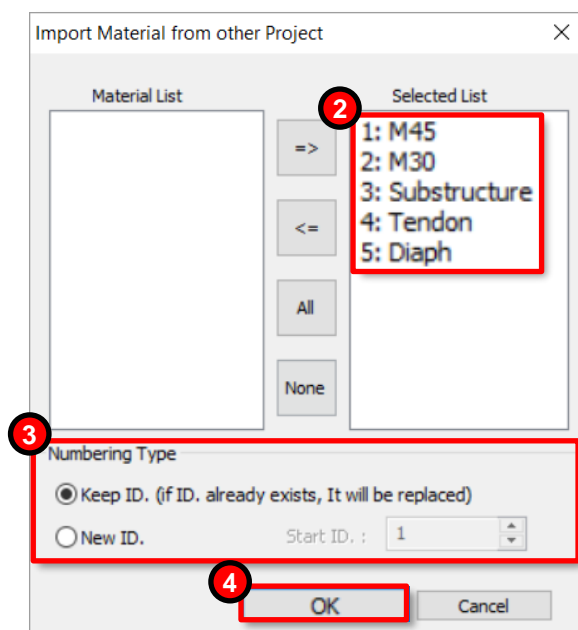 Import Material from other Project
Material List
Selected List
2
1: M45
2: M30
3: Substructure
4: Tendon
5: Diaph
=>
<=
All
None
3
Numbering Type
Keep ID. (if ID. already exists, It will be replaced)
New ID.
Start ID. :
1
4
OK
Cancel